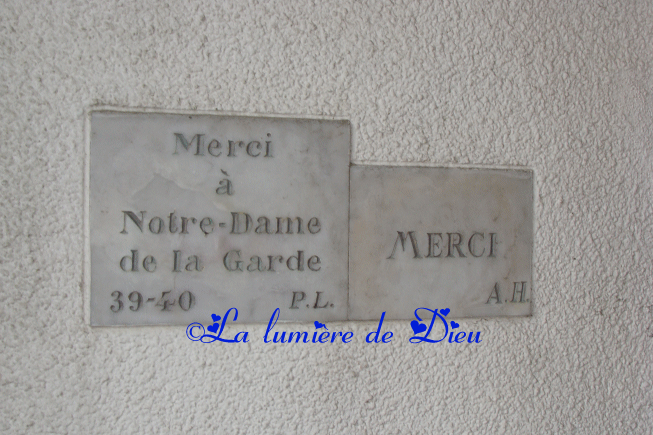 Merci
à
Notre-Dame
de la Garde
39-40 P.L.
MERCI
A.H.
©La lumière de Dieu